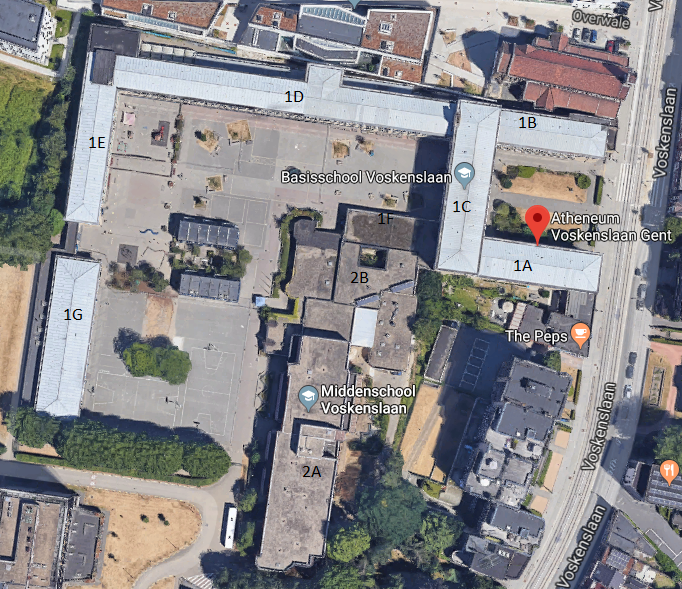 Overwale
Voskenslaan
1D
1B
1E
Basisschool Voskenslaan
1C
1F
Atheneum
Voskenslaan Gent
1A
2B
1G
The Peps
Middenschool
Voskenslaan
Voskenslaan
2A
Voskenslaan